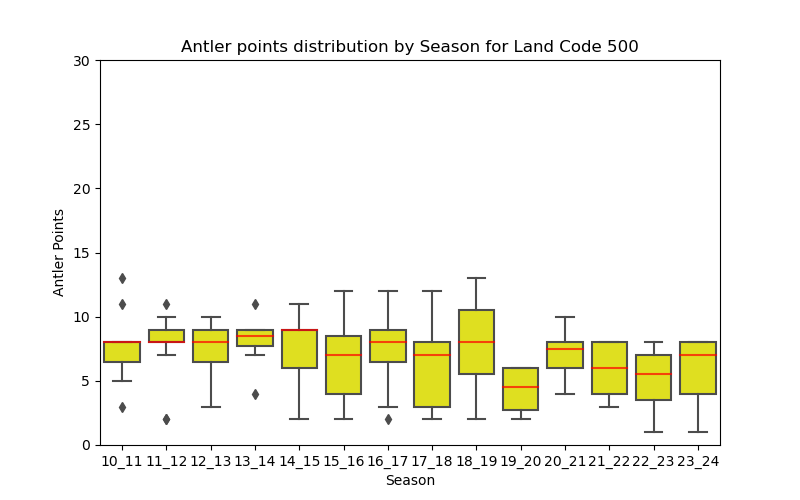 Antler points distribution by Season for Land Code 500
30
25
20
15
10
5
0
Antler Points
10_11 11_12 12_13 13_14 14_15 15_16 16_17 17_18 18_19 19_20 20_21 21_22 22_23 23_24
Season